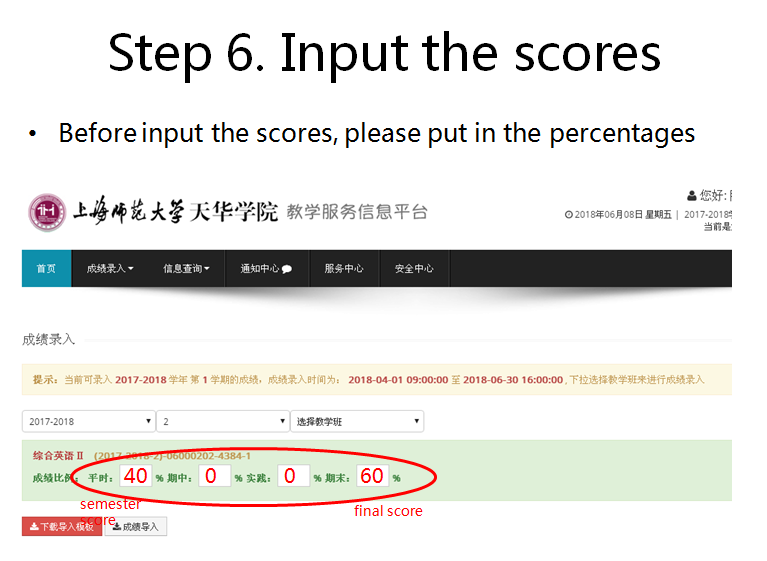 Step 6. Input the scores
• Before input the scores, please put in the percentages
上海师范大学天华学院 教学服务信息平台
您好:
2018年06月08日 星期五 | 2017-2018
当前是
首页 成绩录入 信息查询 通知中心 服务中心 安全中心
成绩录入
提示: 当前可录入 2017-2018 学年 第 1 学期的成绩，成绩录入时间为： 2018-04-01 09:00:00 至 2018-06-30 16:00:00 , 下拉选择教学班来进行成绩录入
2017-2018 2 选择教学班
综合英语 II (2017-2018-2)-06000202-4384-1
成绩比例： 平时: 40 % 期中: 0 % 实践: 0 % 期末: 60 %
semester score
final score
下载导入模板 成绩导入